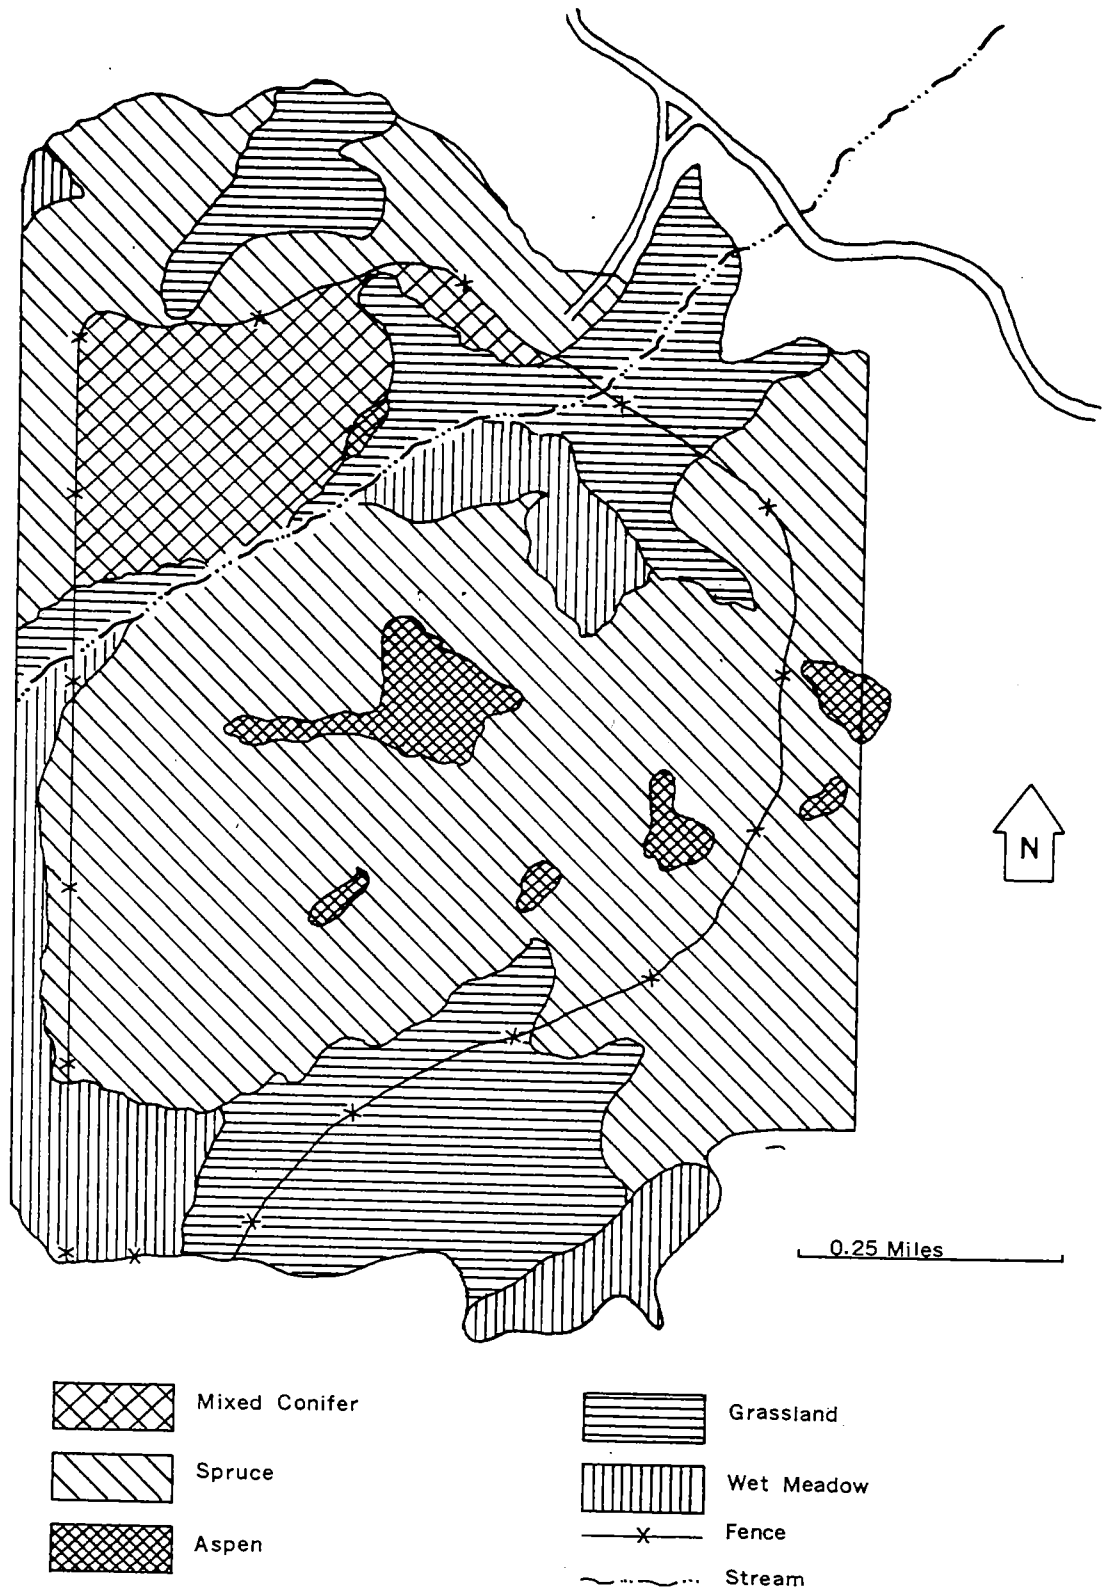 N
0.25 Miles
Mixed Conifer
Spruce
Aspen
Grassland
Wet Meadow
Fence
Stream